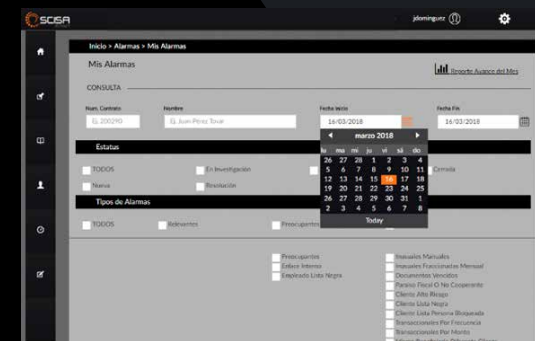 SCISA
jdominguez
Inicio > Alarmas > Mis Alarmas
Mis Alarmas
Reporte Avance del Mes
CONSULTA
Num. Contrato Nombre Fecha Inicio Fecha Fin
Ej. 200290 Ej. Juan Pérez Tovar 16/03/2018 16/03/2018
marzo 2018
lu ma mi ju vi sá do
26 27 28 1 2 3 4
5 6 7 8 9 10 11
12 13 14 15 16 17 18
19 20 21 22 23 24 25
26 27 28 29 30 31 1
2 3 4 5 6 7 8
Today
Estatus
TODOS En Investigación Cerrada
Nueva Resolución
Tipos de Alarmas
TODOS Relevantes Preocupantes
Preocupantes Inusuales Manuales
Enlace Interno Inusuales Fraccionadas Mensual
Empleado Lista Negra Documentos Vencidos
Paraiso Fiscal O No Cooperante
Cliente Alto Riesgo
Cliente Lista Negra
Cliente Lista Persona Bloqueada
Transaccionales Por Frecuencia
Transaccionales Por Monto